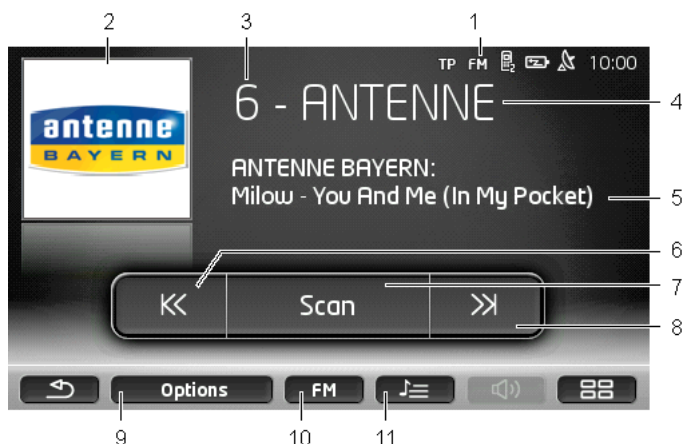 2
3
1
TP FM 2 10:00
6 - ANTENNE
4
antenne
BAYERN
ANTENNE BAYERN:
Milow - You And Me (In My Pocket)
5
6
Scan
7
8
Options
FM
9
10
11